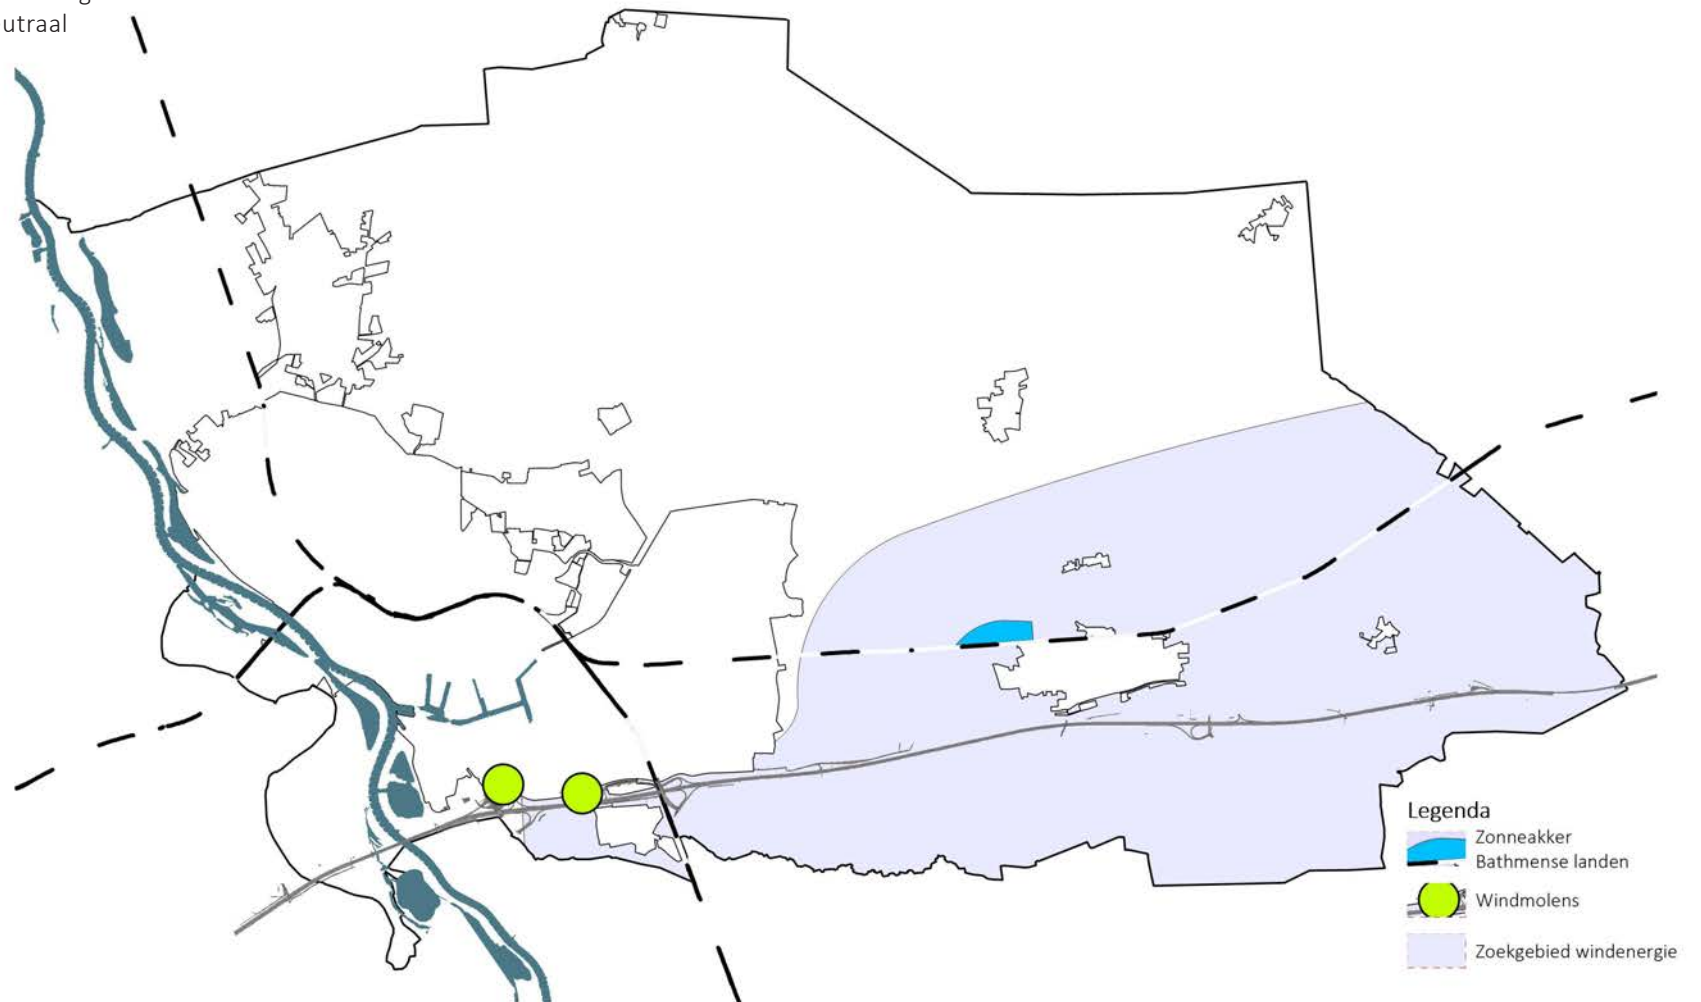 utraal
Legenda
Zonneakker
Bathmense landen
Windmolens
Zoekgebied windenergie